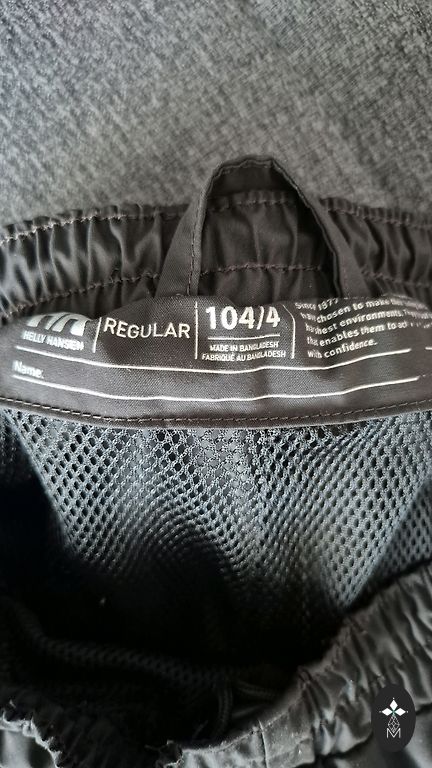 HELLY HANSEN
REGULAR
104/4
MADE IN BANGLADESH
FABRIQUÉ AU BANGLADESH
Since 1877
chosen to make the
environments.
that enables them to
with confidence.
Name:
M